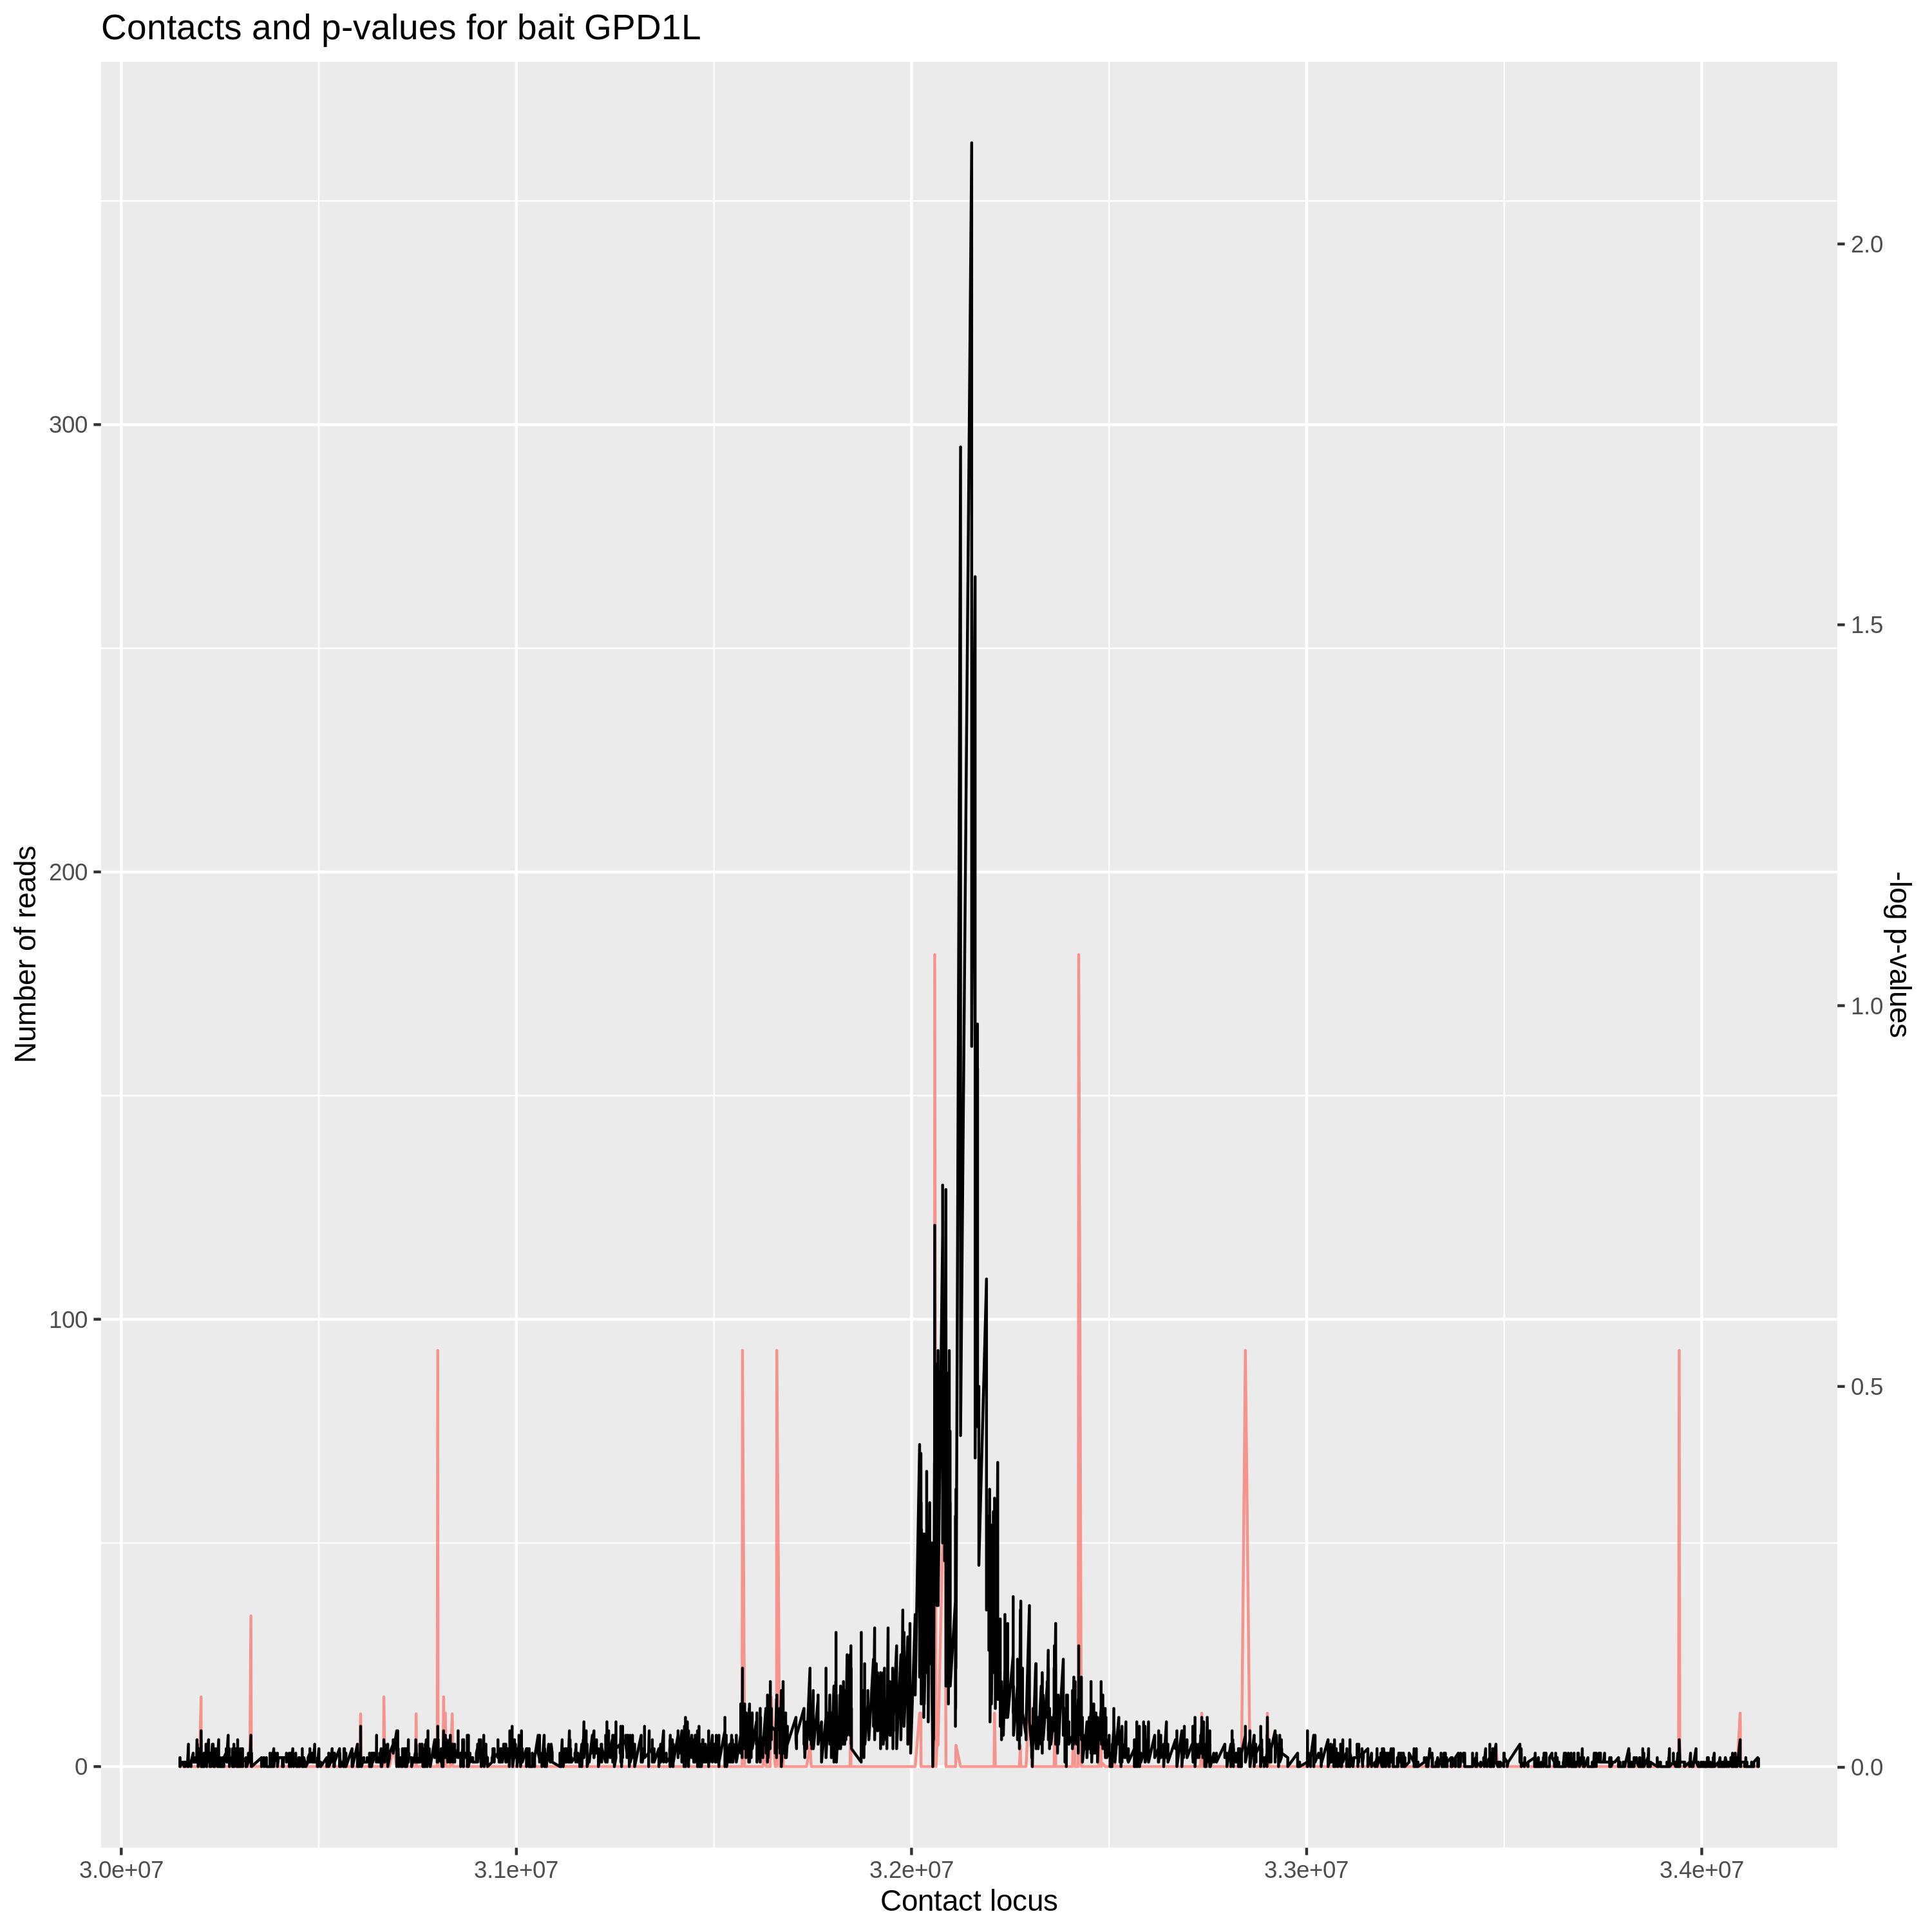 Contacts and p-values for bait GPD1L
300
200
100
0
2.0
1.5
1.0
0.5
0.0
Number of reads
-log p-values
3.0e+07
3.1e+07
3.2e+07
3.3e+07
3.4e+07
Contact locus